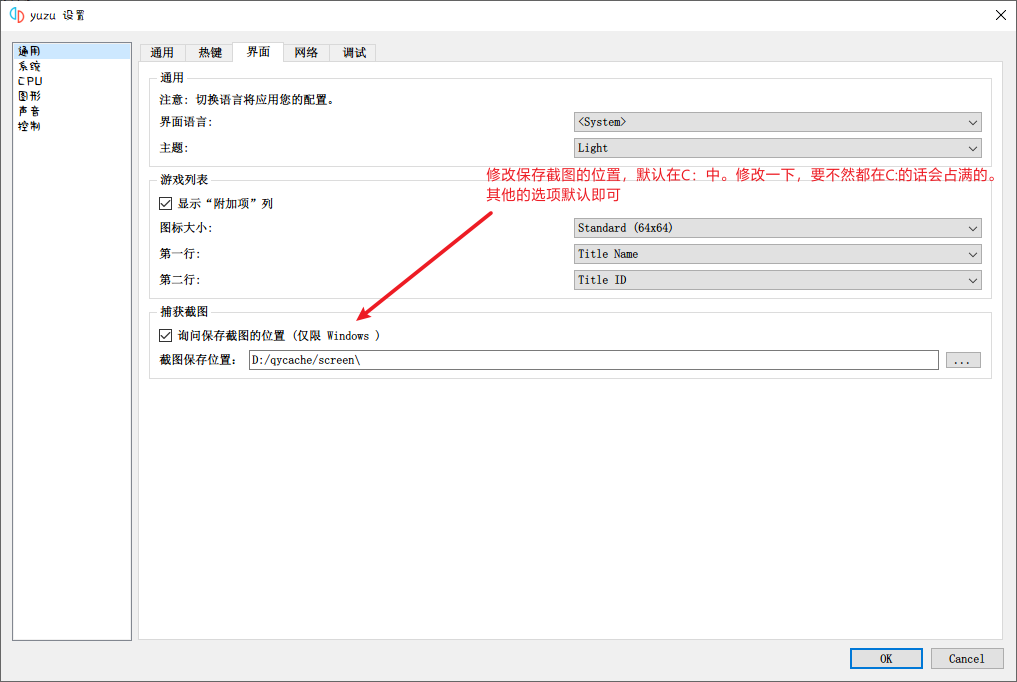 yuzu 设置
通用
系统
CPU
图形
声音
控制
通用 热键 界面 网络 调试
通用
注意: 切换语言将应用您的配置。
界面语言: <System>
主题: Light
修改保存截图的位置，默认在C：中。修改一下，要不然都在C:的话会占满的。
其他的选项默认即可
游戏列表
显示“附加项”列
图标大小: Standard (64x64)
第一行: Title Name
第二行: Title ID
捕获截图
询问保存截图的位置 (仅限 Windows )
截图保存位置: D:/qycache/screen\ ...
OK Cancel